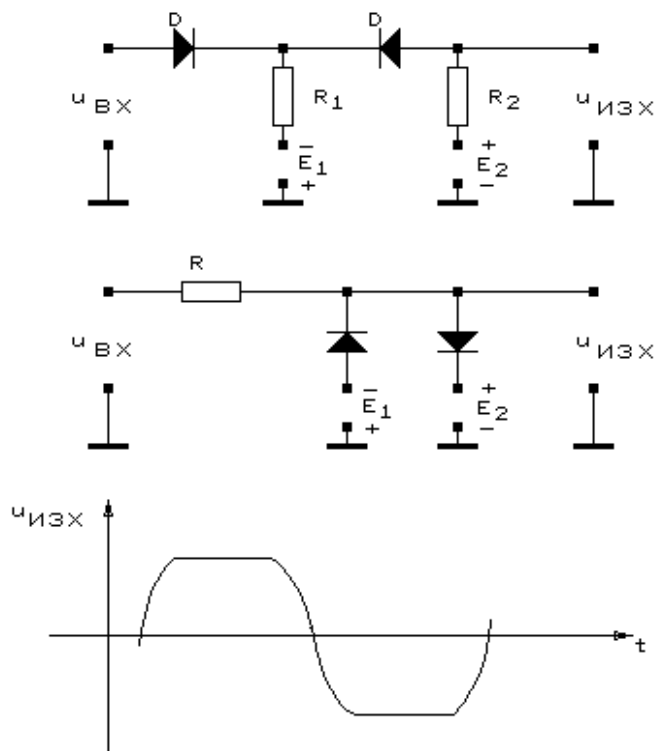 D D
u ВХ R1 R2 u ИЗХ
− E1 + + E2 −
R
u ВХ u ИЗХ
− E1 + + E2 −
u ИЗХ
t